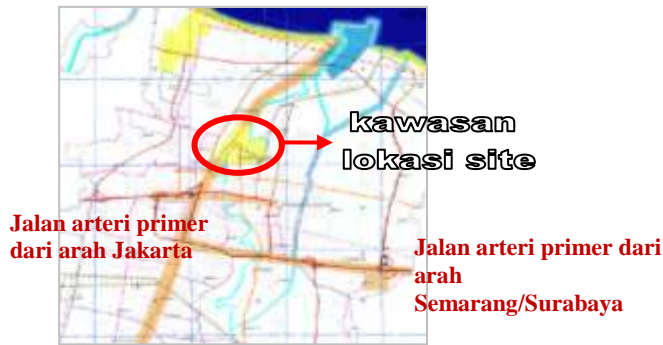 kawasan
lokasi site
Jalan arteri primer
dari arah Jakarta
Jalan arteri primer dari
arah
Semarang/Surabaya